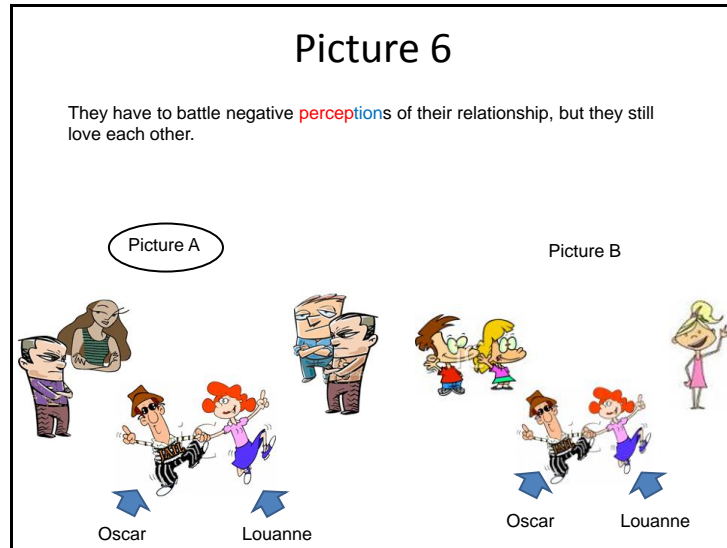 Picture 6
They have to battle negative perceptions of their relationship, but they still
love each other.
Picture A
Picture B
Oscar
Louanne
Oscar
Louanne